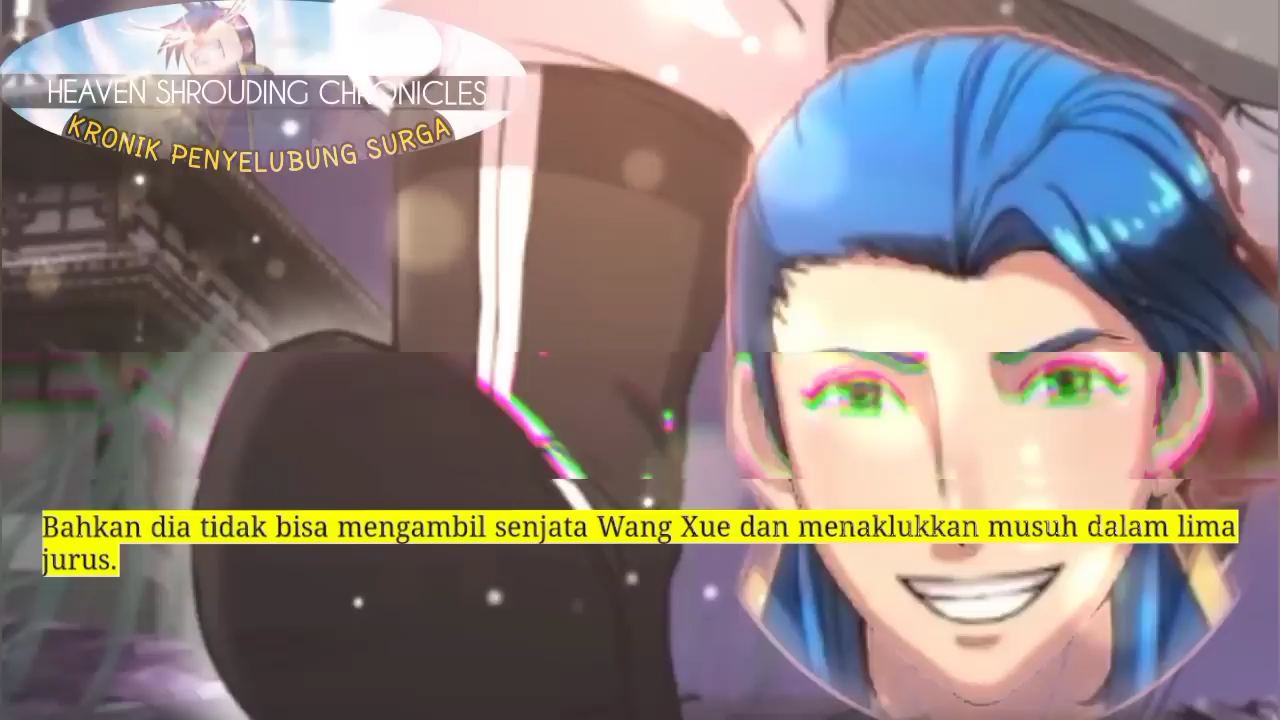 HEAVEN SHROUDING CHRONICLES
KRONIK PENYELUBUNG SURGA
Bahkan dia tidak bisa mengambil senjata Wang Xue dan menaklukkan musuh dalam lima
jurus.